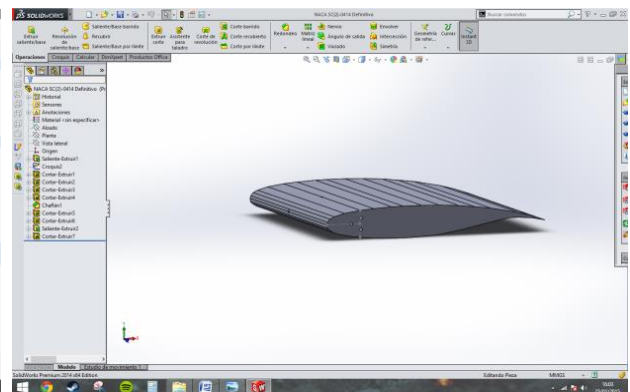 SOLIDWORKS
NACA SC(2)-0414 Definitivo
Buscar comandos
Extruir saliente/base
Revolución de saliente/base
Saliente/Base barrido
Recubrir
Saliente/Base por límite
Extruir corte
Asistente para taladro
Corte de revolución
Corte barrido
Corte recubierto
Corte por límite
Redondeo
Matriz lineal
Nervio
Ángulo de salida
Vaciado
Envolver
Intersección
Simetría
Geometría de refer...
Curvas
Instant 3D
Operaciones
Croquis
Calcular
DimXpert
Productos Office
NACA SC(2)-0414 Definitivo (Pr
Historial
Sensores
Anotaciones
Material <sin especificar>
Alzado
Planta
Vista lateral
Origen
Saliente-Extruir1
Croquis2
Cortar-Extruir1
Cortar-Extruir2
Cortar-Extruir3
Cortar-Extruir4
Chaflán1
Cortar-Extruir5
Cortar-Extruir6
Saliente-Extruir2
Cortar-Extruir7
Modelo
Estudio de movimiento 1
SolidWorks Premium 2014 x64 Edition
Editando Pieza
MMGS